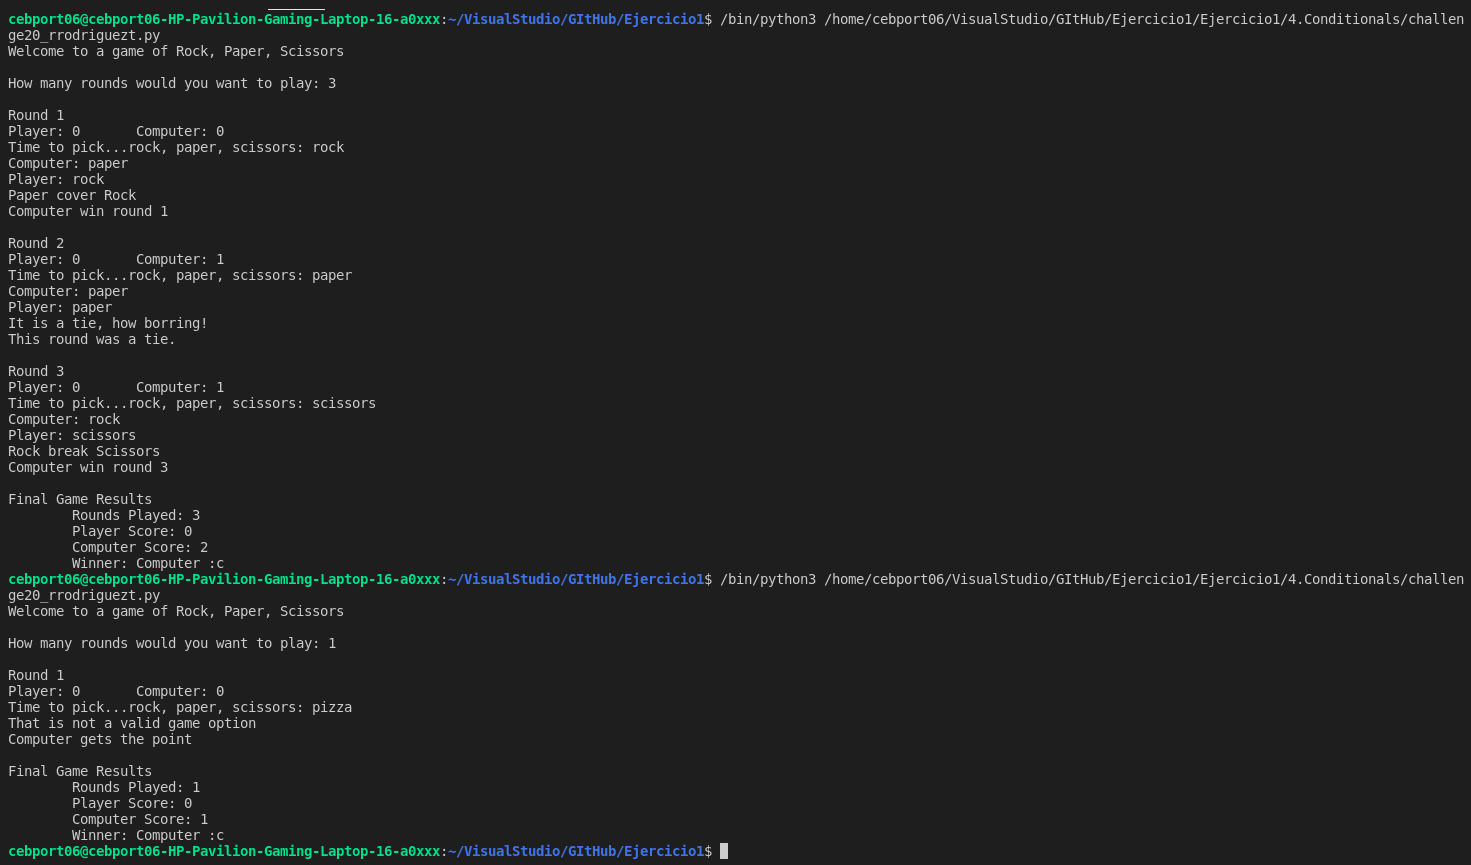 cebport06@cebport06-HP-Pavilion-Gaming-Laptop-16-a0xxx:~/VisualStudio/GItHub/Ejercicio1$ /bin/python3 /home/cebport06/VisualStudio/GItHub/Ejercicio1/Ejercicio1/4.Conditionals/challen
ge20_rrodriguezt.py
Welcome to a game of Rock, Paper, Scissors

How many rounds would you want to play: 3

Round 1
Player: 0       Computer: 0
Time to pick...rock, paper, scissors: rock
Computer: paper
Player: rock
Paper cover Rock
Computer win round 1

Round 2
Player: 0       Computer: 1
Time to pick...rock, paper, scissors: paper
Computer: paper
Player: paper
It is a tie, how borring!
This round was a tie.

Round 3
Player: 0       Computer: 1
Time to pick...rock, paper, scissors: scissors
Computer: rock
Player: scissors
Rock break Scissors
Computer win round 3

Final Game Results
        Rounds Played: 3
        Player Score: 0
        Computer Score: 2
        Winner: Computer :c
cebport06@cebport06-HP-Pavilion-Gaming-Laptop-16-a0xxx:~/VisualStudio/GItHub/Ejercicio1$ /bin/python3 /home/cebport06/VisualStudio/GItHub/Ejercicio1/Ejercicio1/4.Conditionals/challen
ge20_rrodriguezt.py
Welcome to a game of Rock, Paper, Scissors

How many rounds would you want to play: 1

Round 1
Player: 0       Computer: 0
Time to pick...rock, paper, scissors: pizza
That is not a valid game option
Computer gets the point

Final Game Results
        Rounds Played: 1
        Player Score: 0
        Computer Score: 1
        Winner: Computer :c
cebport06@cebport06-HP-Pavilion-Gaming-Laptop-16-a0xxx:~/VisualStudio/GItHub/Ejercicio1$